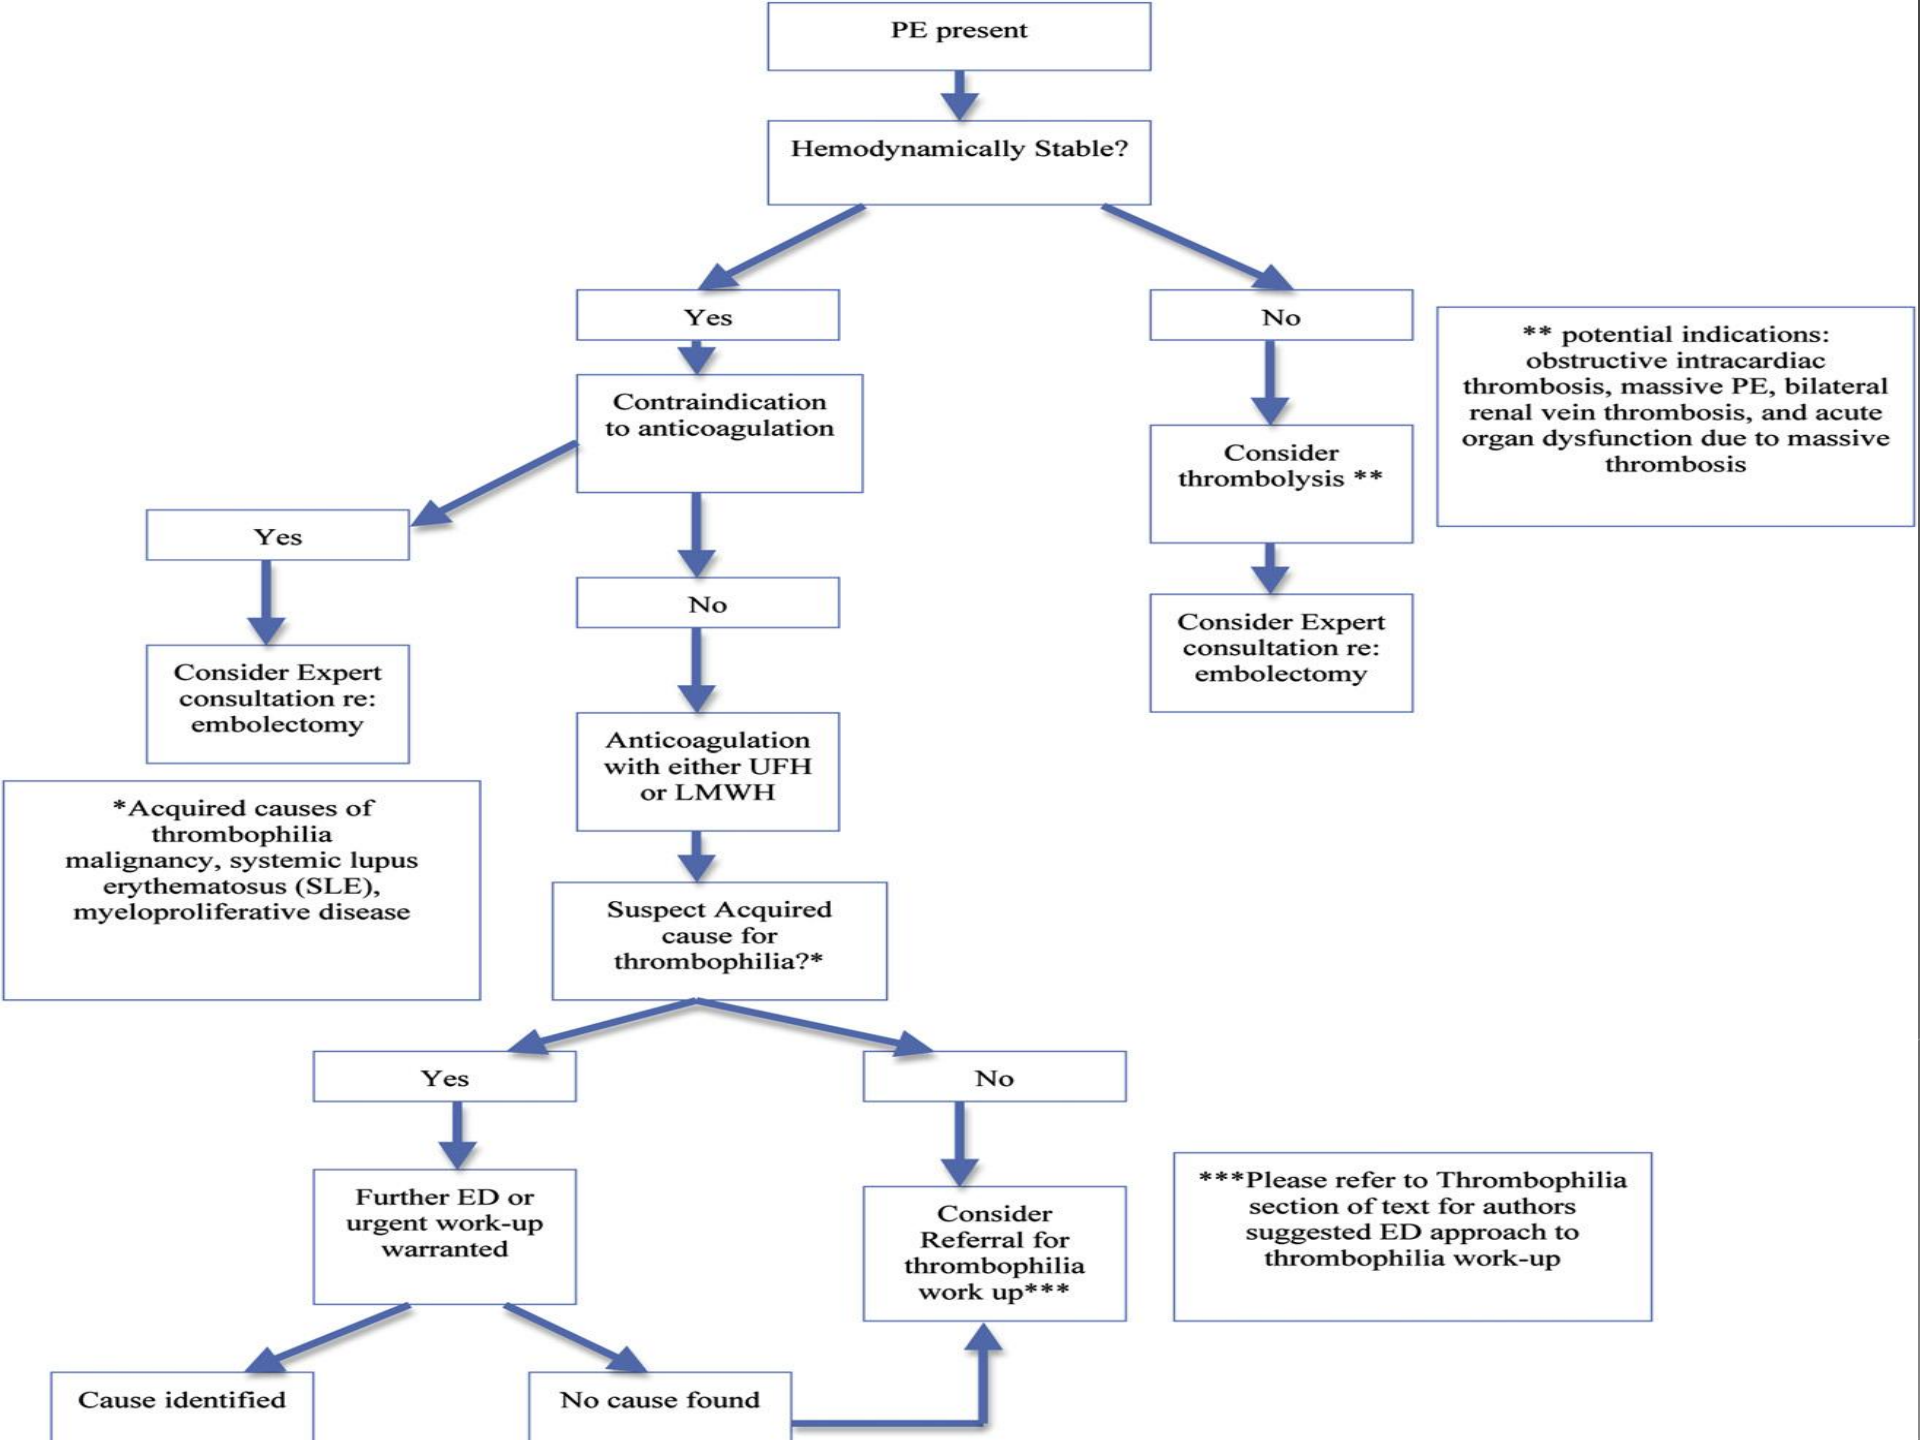 PE present
Hemodynamically Stable?
Yes
No
** potential indications:
obstructive intracardiac
thrombosis, massive PE, bilateral
renal vein thrombosis, and acute
organ dysfunction due to massive
thrombosis
Contraindication
to anticoagulation
Consider
thrombolysis **
Yes
No
Consider Expert
consultation re:
embolectomy
Consider Expert
consultation re:
embolectomy
Anticoagulation
with either UFH
or LMWH
*Acquired causes of
thrombophilia
malignancy, systemic lupus
erythematosus (SLE),
myeloproliferative disease
Suspect Acquired
cause for
thrombophilia?*
Yes
No
Further ED or
urgent work-up
warranted
Consider
Referral for
thrombophilia
work up***
***Please refer to Thrombophilia
section of text for authors
suggested ED approach to
thrombophilia work-up
Cause identified
No cause found